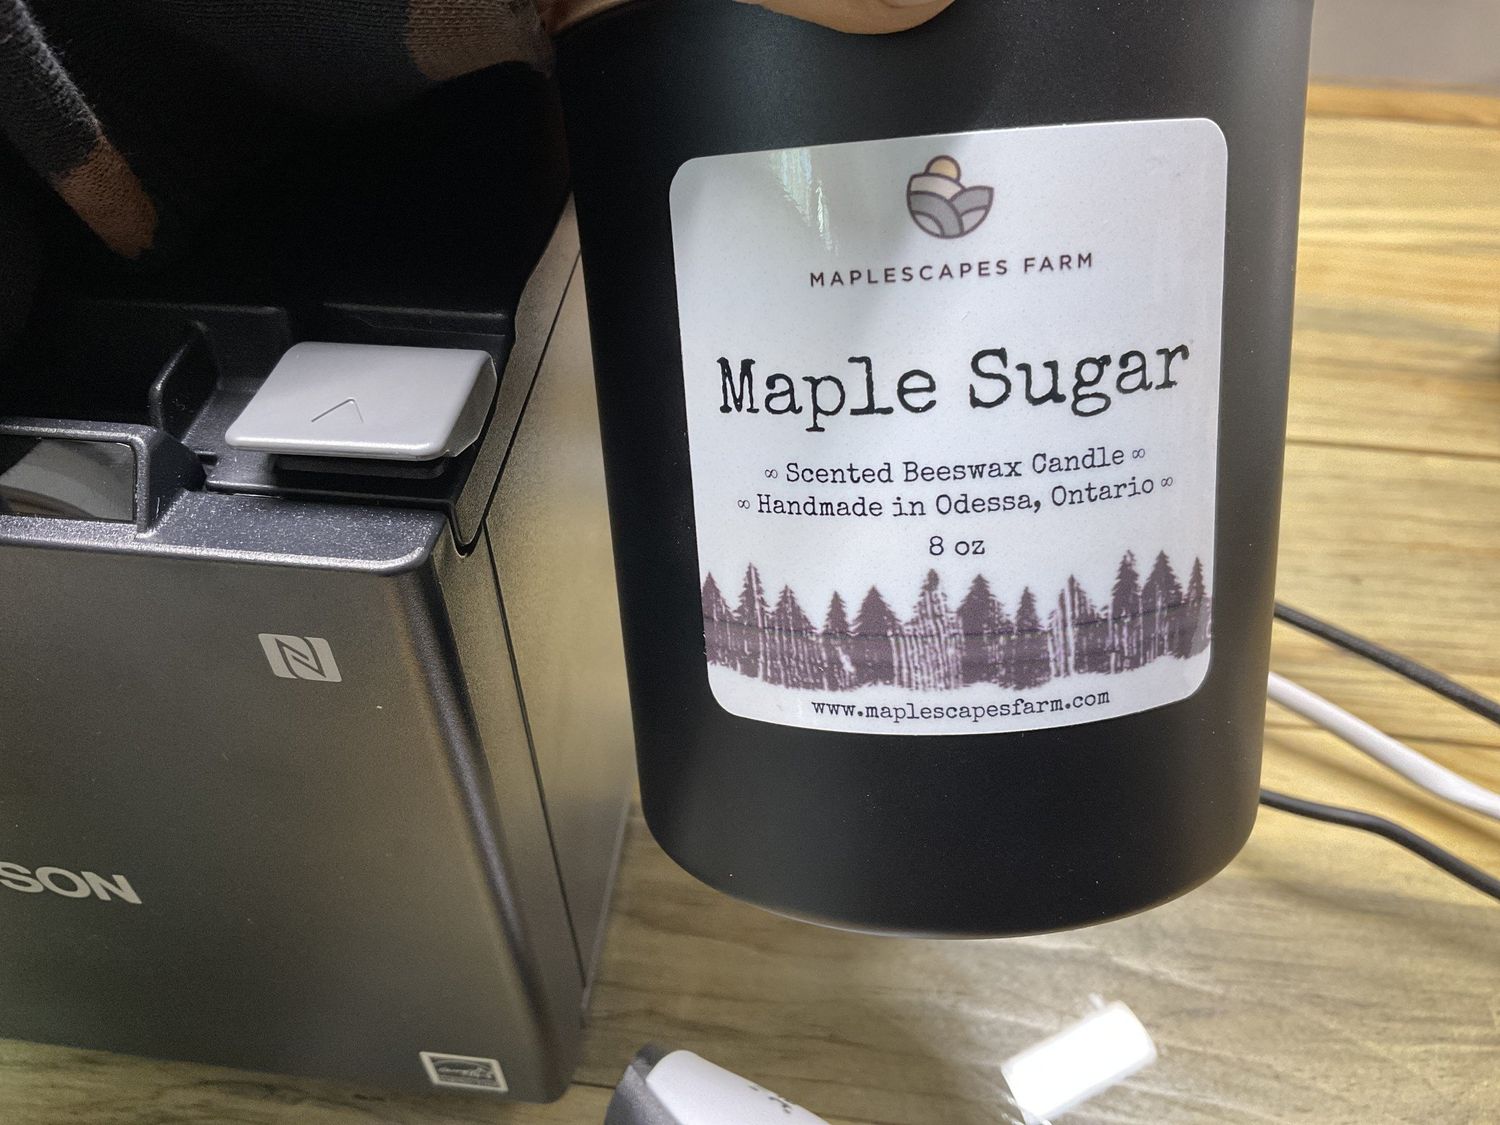 MAPLESCAPES FARM
Maple Sugar
∞ Scented Beeswax Candle ∞
∞ Handmade in Odessa, Ontario ∞
8 oz
www.maplescapesfarm.com
SON